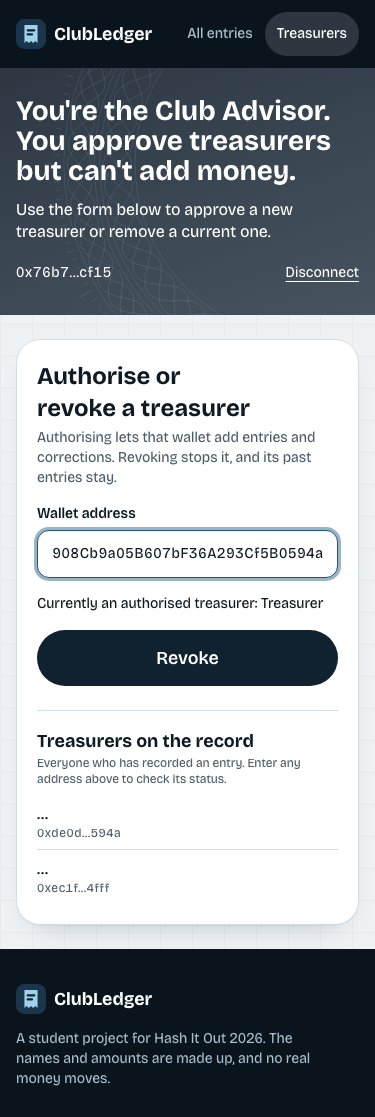 ClubLedger
All entries
Treasurers
You're the Club Advisor.
You approve treasurers
but can't add money.
Use the form below to approve a new
treasurer or remove a current one.
0x76b7…cf15
Disconnect
Authorise or
revoke a treasurer
Authorising lets that wallet add entries and
corrections. Revoking stops it, and its past
entries stay.
Wallet address
908Cb9a05B607bF36A293Cf5B0594a
Currently an authorised treasurer: Treasurer
Revoke
Treasurers on the record
Everyone who has recorded an entry. Enter any
address above to check its status.
…
0xde0d…594a
…
0xec1f…4fff
ClubLedger
A student project for Hash It Out 2026. The
names and amounts are made up, and no real
money moves.